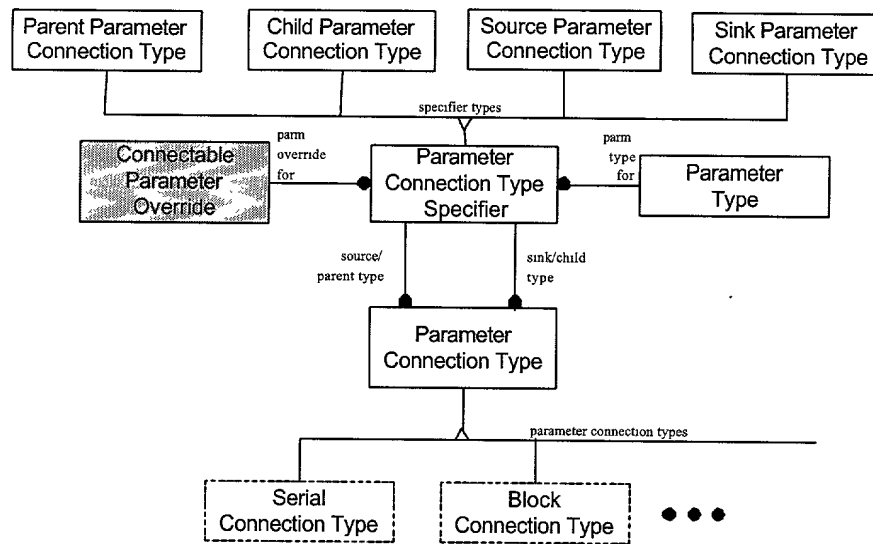 Parent Parameter
Connection Type
Child Parameter
Connection Type
Source Parameter
Connection Type
Sink Parameter
Connection Type
specifier types
Connectable
Parameter
Override
parm
override
for
Parameter
Connection Type
Specifier
parm
type
for
Parameter
Type
source/
parent type
sink/child
type
Parameter
Connection Type
parameter connection types
Serial
Connection Type
Block
Connection Type